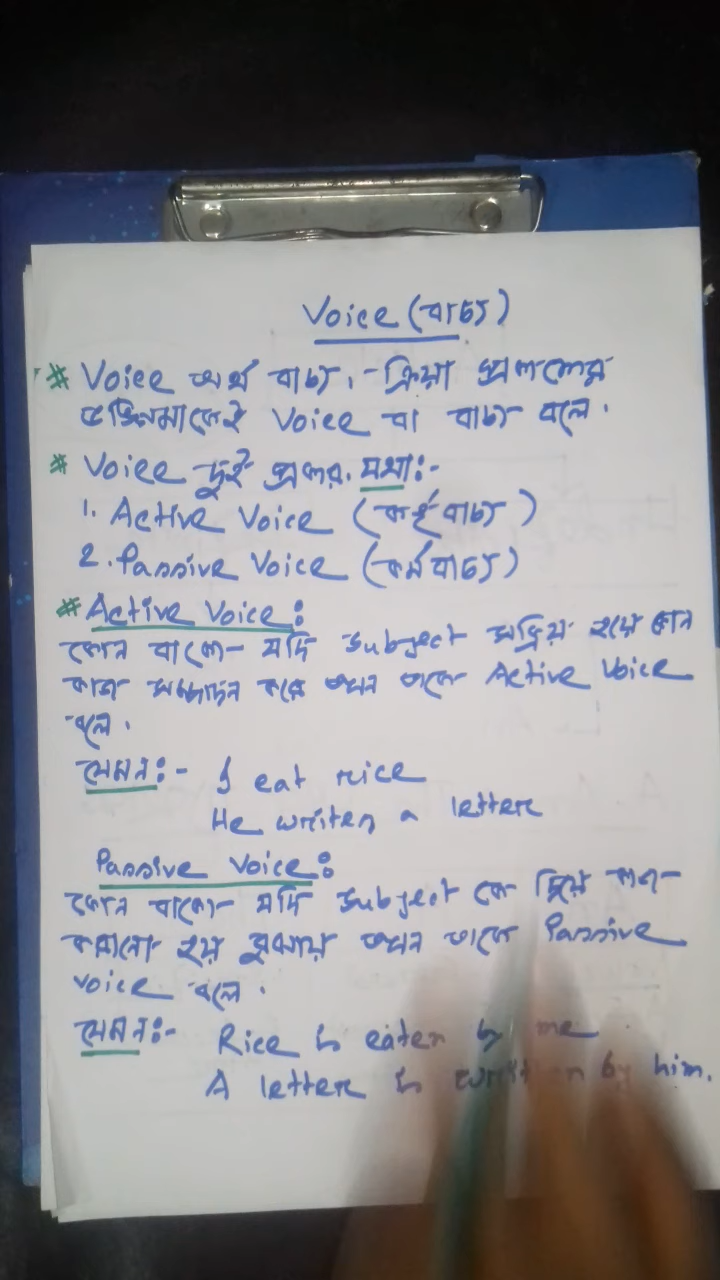 Voice (বাচ্য)
# Voice অর্থ বাচ্য। ক্রিয়া প্রকাশের
ভঙ্গিমাকেই Voice বা বাচ্য বলে।
# Voice দুই প্রকার. যথাঃ-
1. Active Voice (কর্তৃবাচ্য)
2. Passive Voice (কর্মবাচ্য)
# Active Voice:
কোন বাক্যে যদি Subject সক্রিয় হয়ে কোন
কাজ সম্পাদন করে তখন তাকে Active Voice
বলে।
যেমনঃ- I eat rice
He writes a letter
Passive Voice:
কোন বাক্যে যদি Subject কে দিয়ে কাজ
করানো হয় বুঝায় তখন তাকে Passive
Voice বলে।
যেমনঃ- Rice is eaten by me
A letter is written by him.